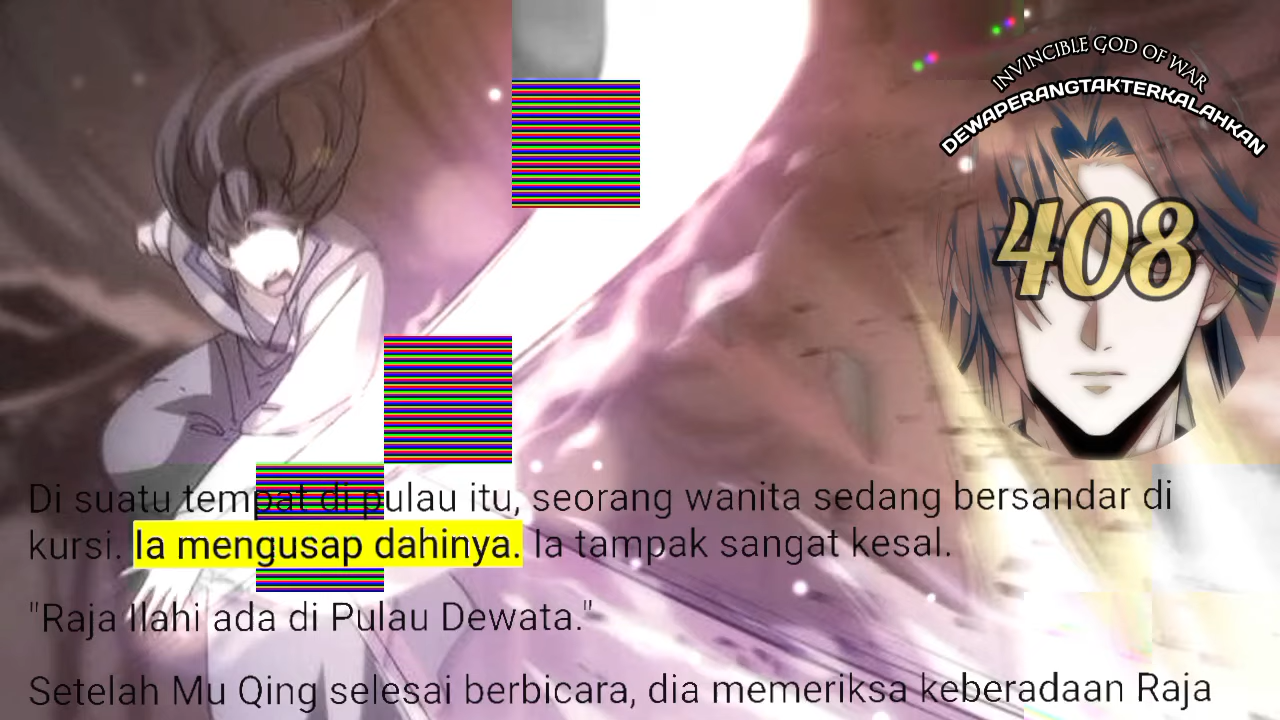 INVINCIBLE GOD OF WAR
DEWAPERANGTAKTERKALAHKAN
408
Di suatu tempat di pulau itu, seorang wanita sedang bersandar di
kursi. Ia mengusap dahinya. Ia tampak sangat kesal.
"Raja Ilahi ada di Pulau Dewata."
Setelah Mu Qing selesai berbicara, dia memeriksa keberadaan Raja